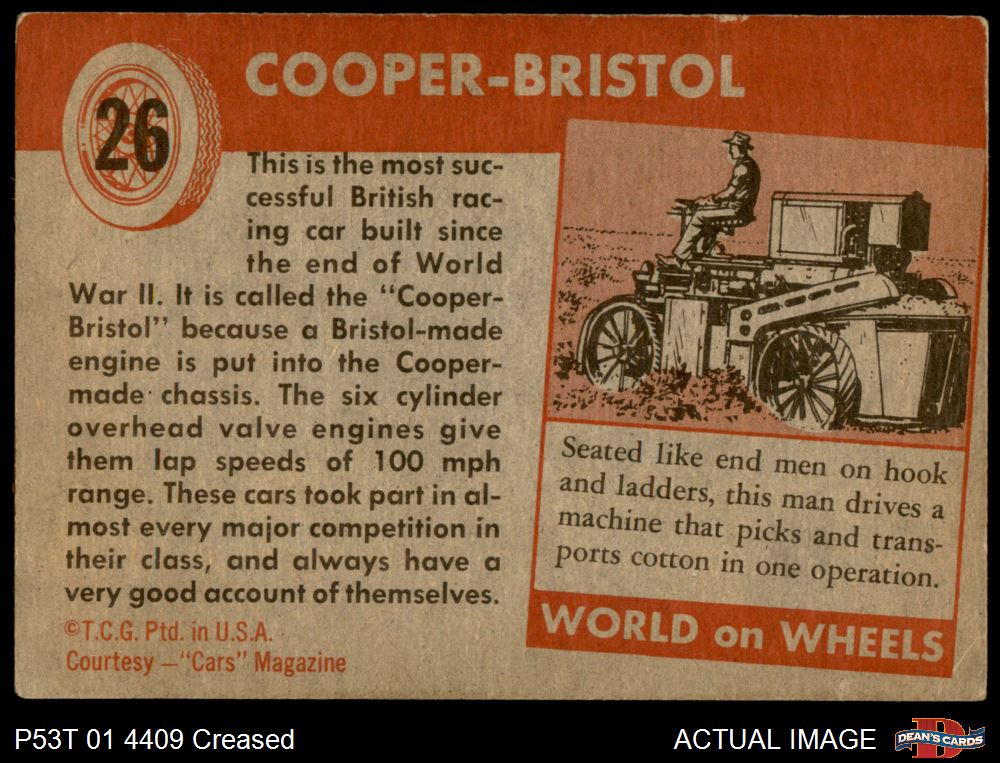 26
COOPER-BRISTOL
This is the most suc-
cessful British rac-
ing car built since
the end of World
War II. It is called the "Cooper-
Bristol" because a Bristol-made
engine is put into the Cooper-
made chassis. The six cylinder
overhead valve engines give
them lap speeds of 100 mph
range. These cars took part in al-
most every major competition in
their class, and always have a
very good account of themselves.
©T.C.G. Ptd. in U.S.A.
Courtesy —"Cars" Magazine
Seated like end men on hook
and ladders, this man drives a
machine that picks and trans-
ports cotton in one operation.
WORLD on WHEELS
P53T 01 4409 Creased
ACTUAL IMAGE
D
DEAN'S CARDS